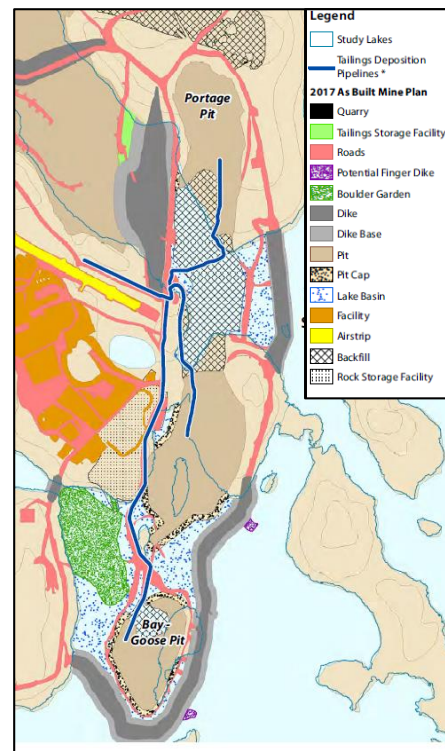 Portage
Pit
Bay -
Goose Pit
Legend
Study Lakes
Tailings Deposition
Pipelines *
2017 As Built Mine Plan
Quarry
Tailings Storage Facility
Roads
Potential Finger Dike
Boulder Garden
Dike
Dike Base
Pit
Pit Cap
Lake Basin
Facility
Airstrip
Backfill
Rock Storage Facility